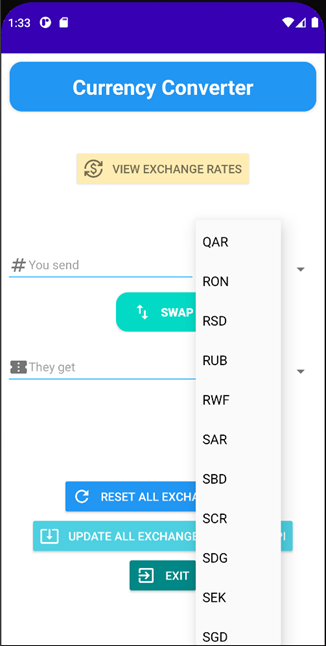 1:33
Currency Converter
VIEW EXCHANGE RATES
QAR
You send
RON
SWAP
RSD
RUB
They get
RWF
SAR
SBD
RESET ALL EXCHA
SCR
UPDATE ALL EXCHANGE
PI
SDG
EXIT
SEK
SGD